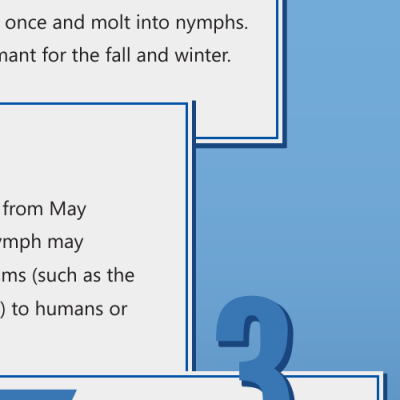 once and molt into nymphs.
mant for the fall and winter.
from May
ymph may
ms (such as the
) to humans or
3